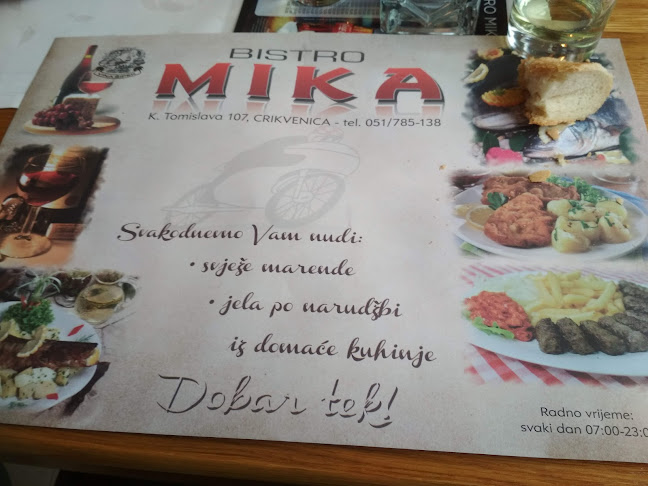 BISTRO
MIKA
K. Tomislava 107, CRIKVENICA - tel. 051/785-138
Svakodnevno Vam nudi:
• svježe marende
• jela po narudžbi
iz domaće kuhinje
Dobar tek!
Radno vrijeme:
svaki dan 07:00-23:0